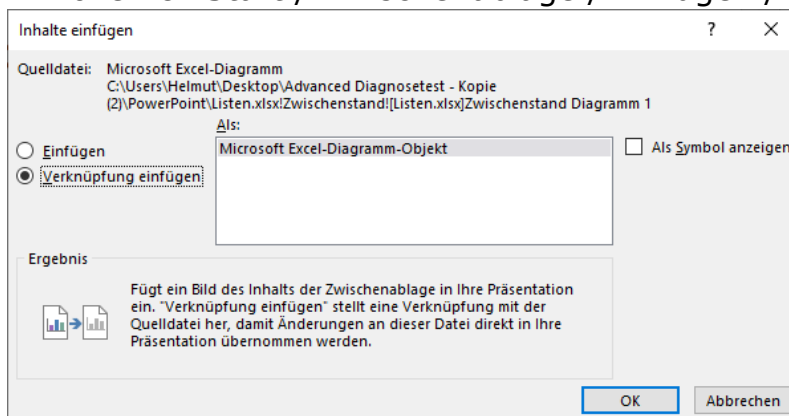 Inhalte einfügen ? ×
Quelldatei: Microsoft Excel-Diagramm
C:\Users\Helmut\Desktop\Advanced Diagnosetest - Kopie
(2)\PowerPoint\Listen.xlsx!Zwischenstand![Listen.xlsx]Zwischenstand Diagramm 1
Als:
Einfügen
Verknüpfung einfügen
Microsoft Excel-Diagramm-Objekt
Als Symbol anzeigen
Ergebnis
Fügt ein Bild des Inhalts der Zwischenablage in Ihre Präsentation
ein. "Verknüpfung einfügen" stellt eine Verknüpfung mit der
Quelldatei her, damit Änderungen an dieser Datei direkt in Ihre
Präsentation übernommen werden.
OK Abbrechen